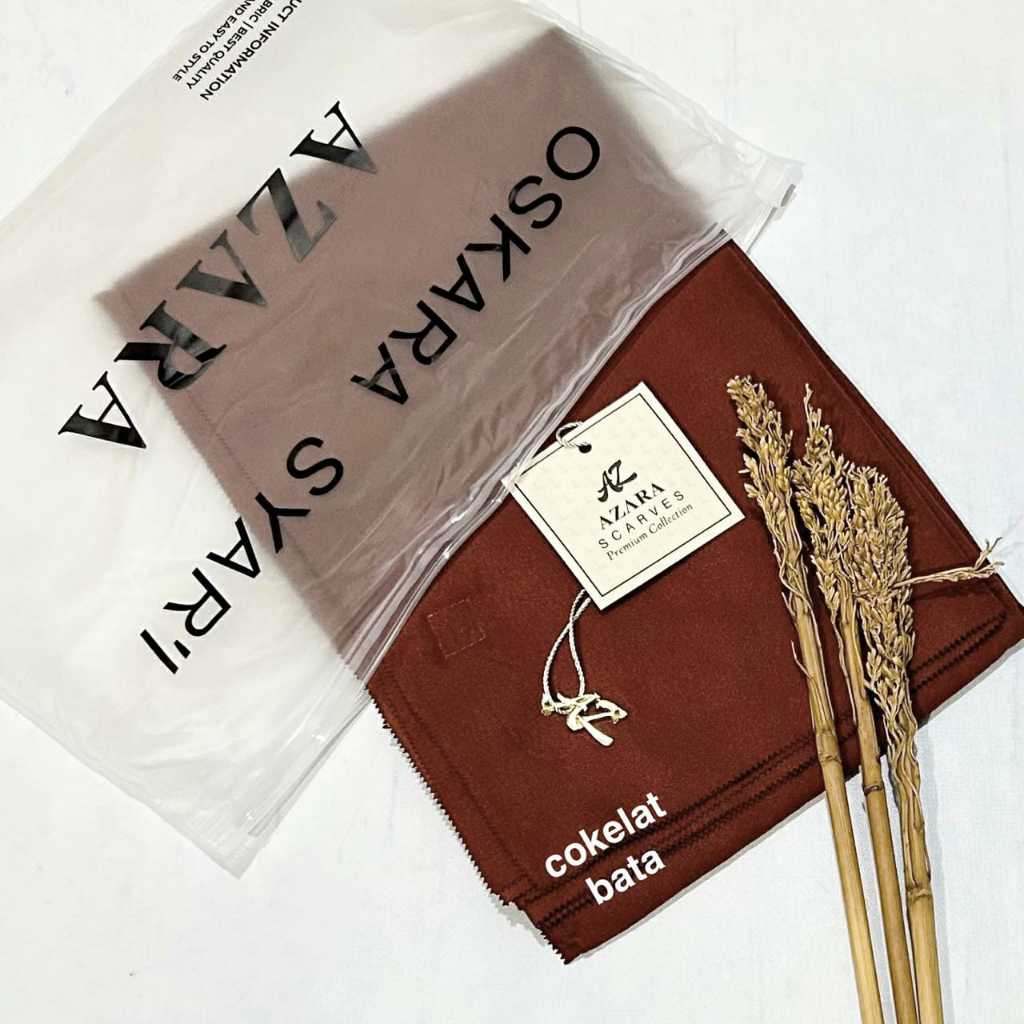 UCT INFORMATION
BRIC | BEST QUALITY
AND EASY TO STYLE
AZARA
OSKARA SYAR'I
AZ
AZARA
SCARVES
Premium Collection
cokelat
bata